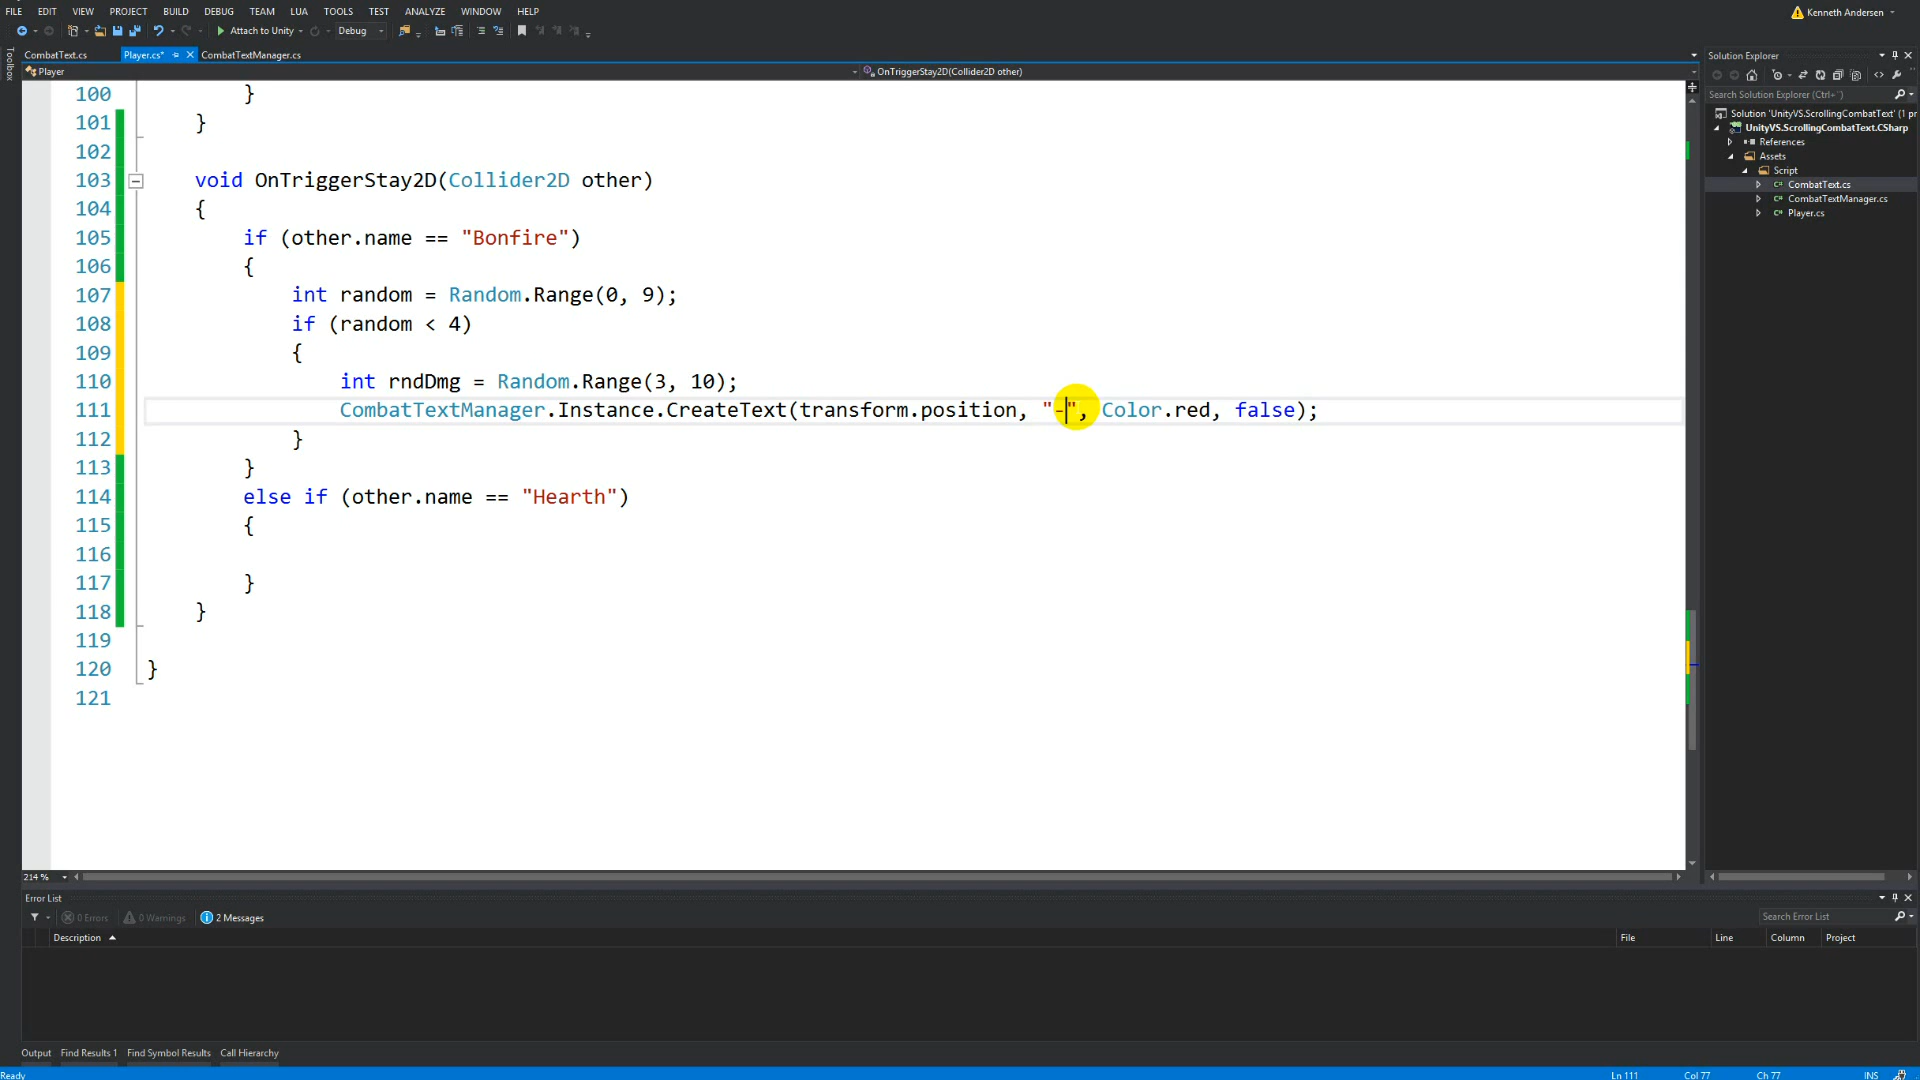 FILE EDIT VIEW PROJECT BUILD DEBUG TEAM LUA TOOLS TEST ANALYZE WINDOW HELP
Kenneth Andersen
Attach to Unity Debug
Toolbox
CombatText.cs Player.cs* CombatTextManager.cs
Player OnTriggerStay2D(Collider2D other)
100 }
101 }
102
103 void OnTriggerStay2D(Collider2D other)
104 {
105 if (other.name == "Bonfire")
106 {
107 int random = Random.Range(0, 9);
108 if (random < 4)
109 {
110 int rndDmg = Random.Range(3, 10);
111 CombatTextManager.Instance.CreateText(transform.position, "-", Color.red, false);
112 }
113 }
114 else if (other.name == "Hearth")
115 {
116
117 }
118 }
119
120 }
121
214 %
Solution Explorer
Search Solution Explorer (Ctrl+¨)
Solution 'UnityVS.ScrollingCombatText' (1 pr
UnityVS.ScrollingCombatText.CSharp
References
Assets
Script
CombatText.cs
CombatTextManager.cs
Player.cs
Error List
0 Errors 0 Warnings 2 Messages
Search Error List
Description File Line Column Project
Output Find Results 1 Find Symbol Results Call Hierarchy
Ready Ln 111 Col 77 Ch 77 INS